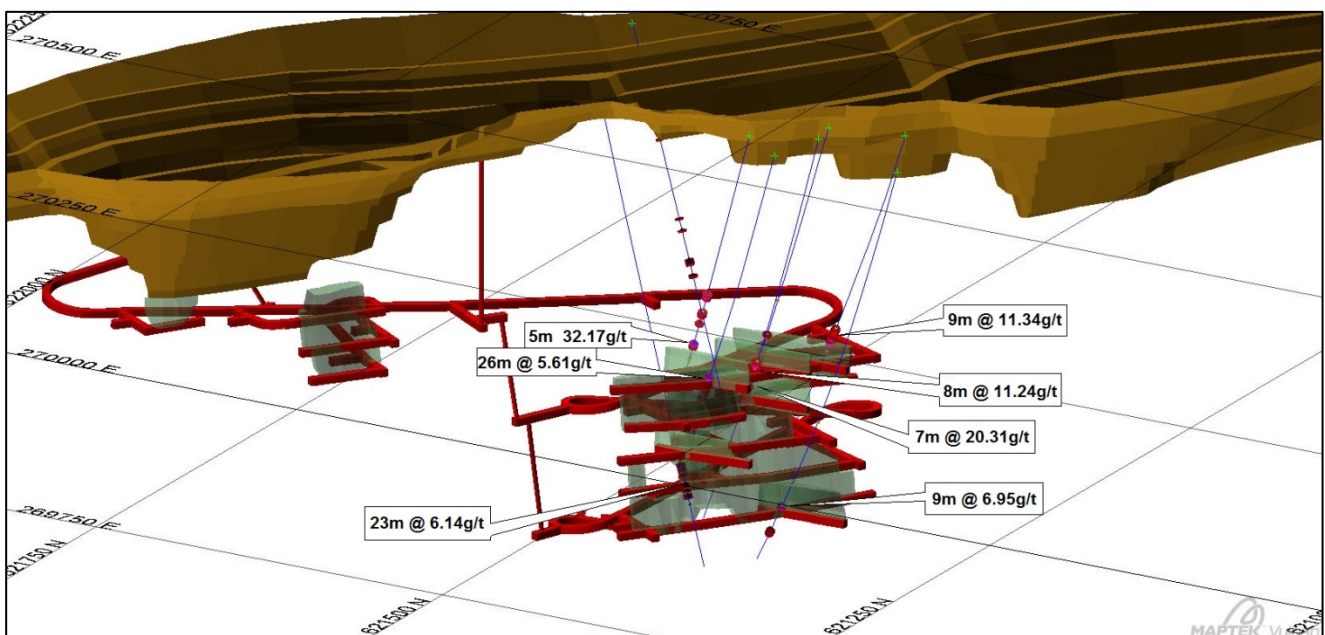 270500 E
270750 E
270250 E
622000 N
9m @ 11.34g/t
5m 32.17g/t
26m @ 5.61g/t
270000 E
8m @ 11.24g/t
7m @ 20.31g/t
9m @ 6.95g/t
23m @ 6.14g/t
269750 E
621750 N
621500 N
621250 N
MAPTEK